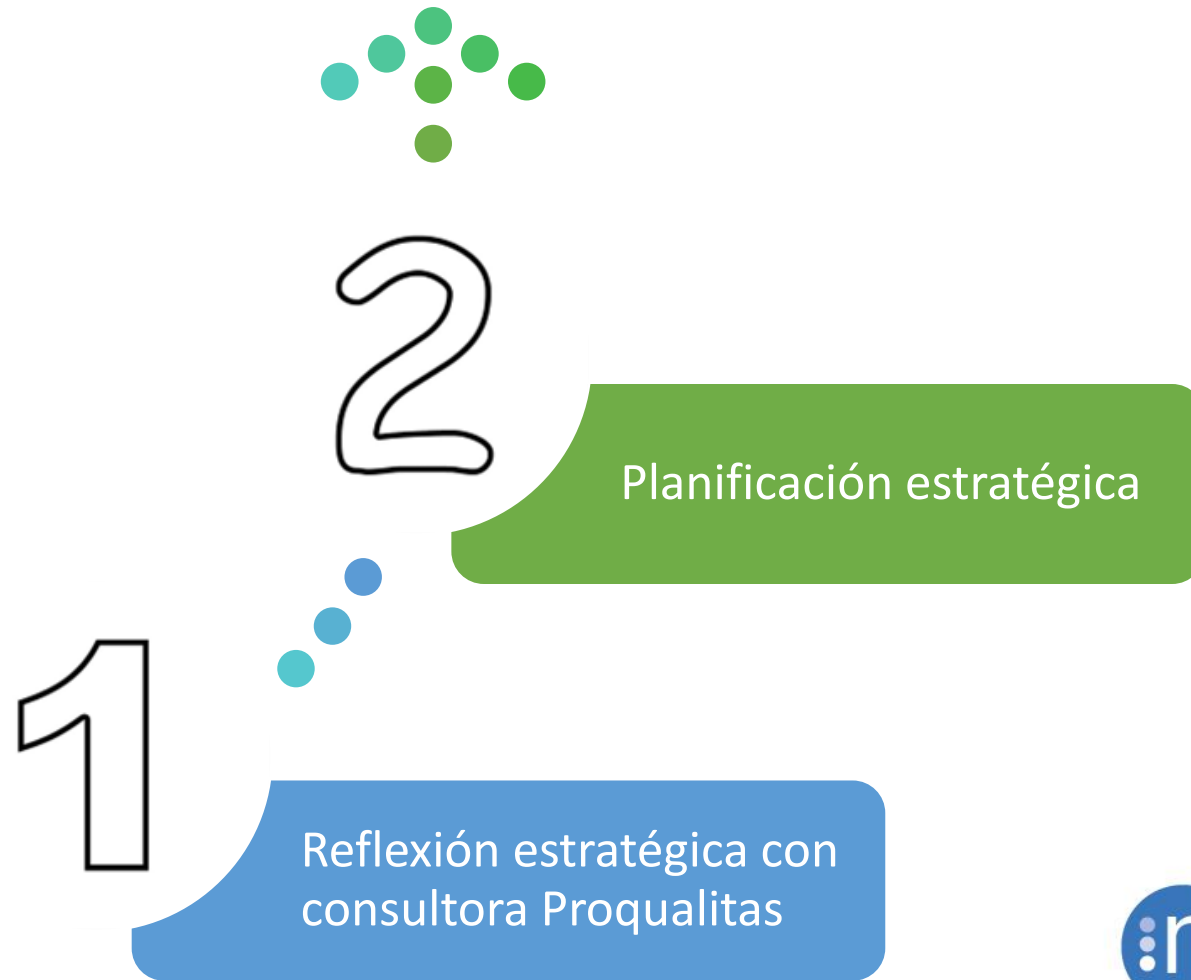 2
Planificación estratégica
1
Reflexión estratégica con
consultora Proqualitas